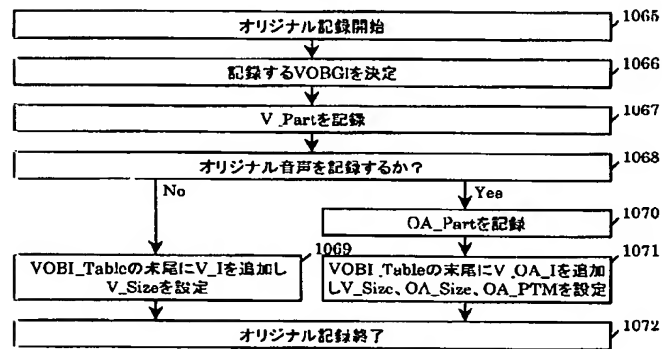 オリジナル記録開始 1065
記録するVOBGIを決定 1066
V_Partを記録 1067
オリジナル音声を記録するか? 1068
No
Yes
OA_Partを記録 1070
VOBI_Tableの末尾にV_Iを追加し 1069
V_Sizeを設定
VOBI_Tableの末尾にV_OA_Iを追加 1071
しV_Size、OA_Size、OA_PTMを設定
オリジナル記録終了 1072